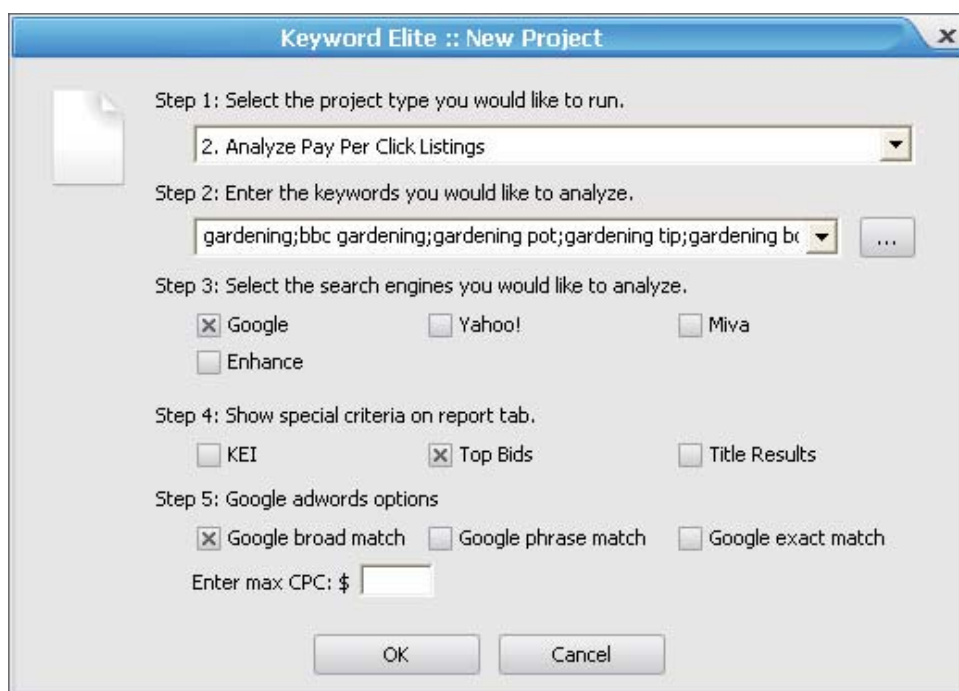 Keyword Elite :: New Project
Step 1: Select the project type you would like to run.
2. Analyze Pay Per Click Listings
Step 2: Enter the keywords you would like to analyze.
gardening;bbc gardening;gardening pot;gardening tip;gardening
...
Step 3: Select the search engines you would like to analyze.
Google Yahoo! Miva
Enhance
Step 4: Show special criteria on report tab.
KEI Top Bids Title Results
Step 5: Google adwords options
Google broad match Google phrase match Google exact match
Enter max CPC: $
OK Cancel